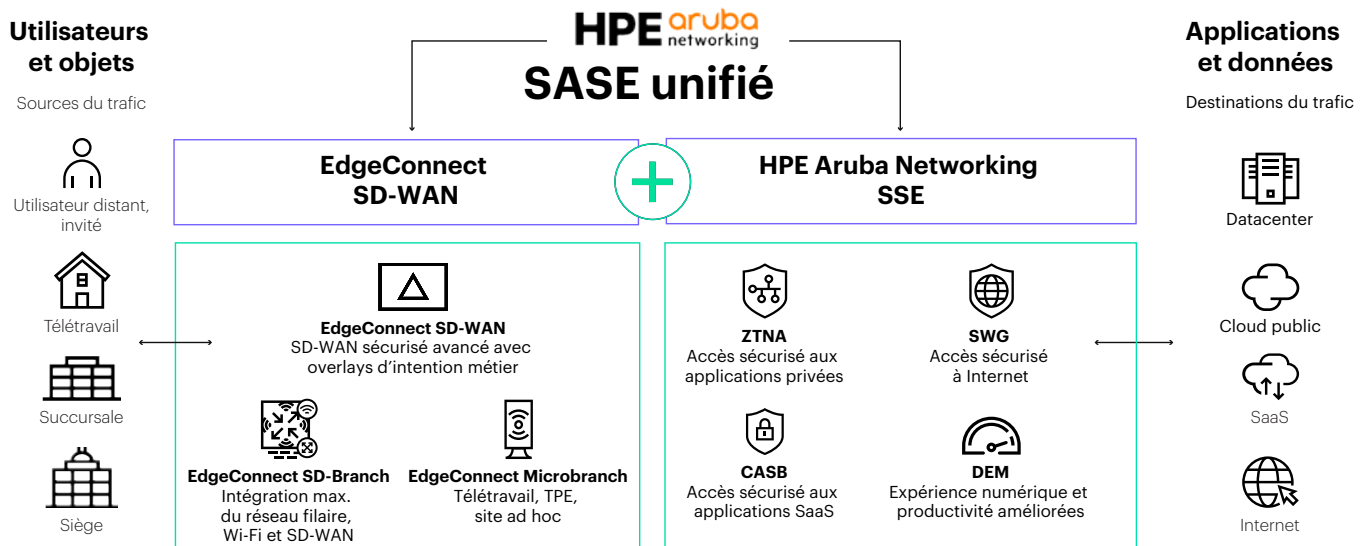 HPE aruba
networking
SASE unifié
Utilisateurs
et objets
Sources du trafic
Utilisateur distant,
invité
Télétravail
Succursale
Siège
EdgeConnect
SD-WAN
HPE Aruba Networking
SSE
EdgeConnect SD-WAN
SD-WAN sécurisé avancé avec
overlays d’intention métier
EdgeConnect SD-Branch
Intégration max.
du réseau filaire,
Wi-Fi et SD-WAN
EdgeConnect Microbranch
Télétravail, TPE,
site ad hoc
ZTNA
Accès sécurisé aux
applications privées
SWG
Accès sécurisé
à Internet
CASB
Accès sécurisé aux
applications SaaS
DEM
Expérience numérique et
productivité améliorées
Applications
et données
Destinations du trafic
Datacenter
Cloud public
SaaS
Internet